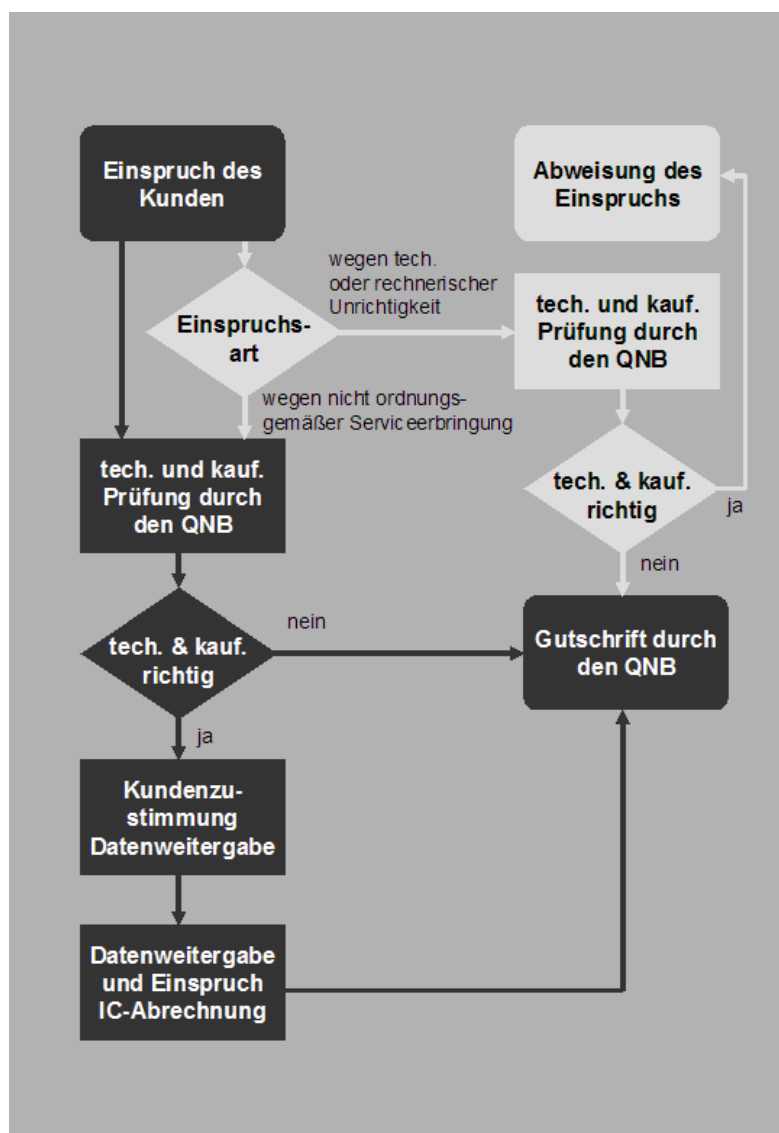 Einspruch des
Kunden
Abweisung des
Einspruchs
wegen tech.
oder rechnerischer
Unrichtigkeit
Einspruchs-
art
tech. und kauf.
Prüfung durch
den QNB
wegen nicht ordnungs-
gemäßer Serviceerbringung
tech. und kauf.
Prüfung durch
den QNB
tech. & kauf.
richtig
ja
nein
tech. & kauf.
richtig
nein
Gutschrift durch
den QNB
ja
Kundenzu-
stimmung
Datenweitergabe
Datenweitergabe
und Einspruch
IC-Abrechnung